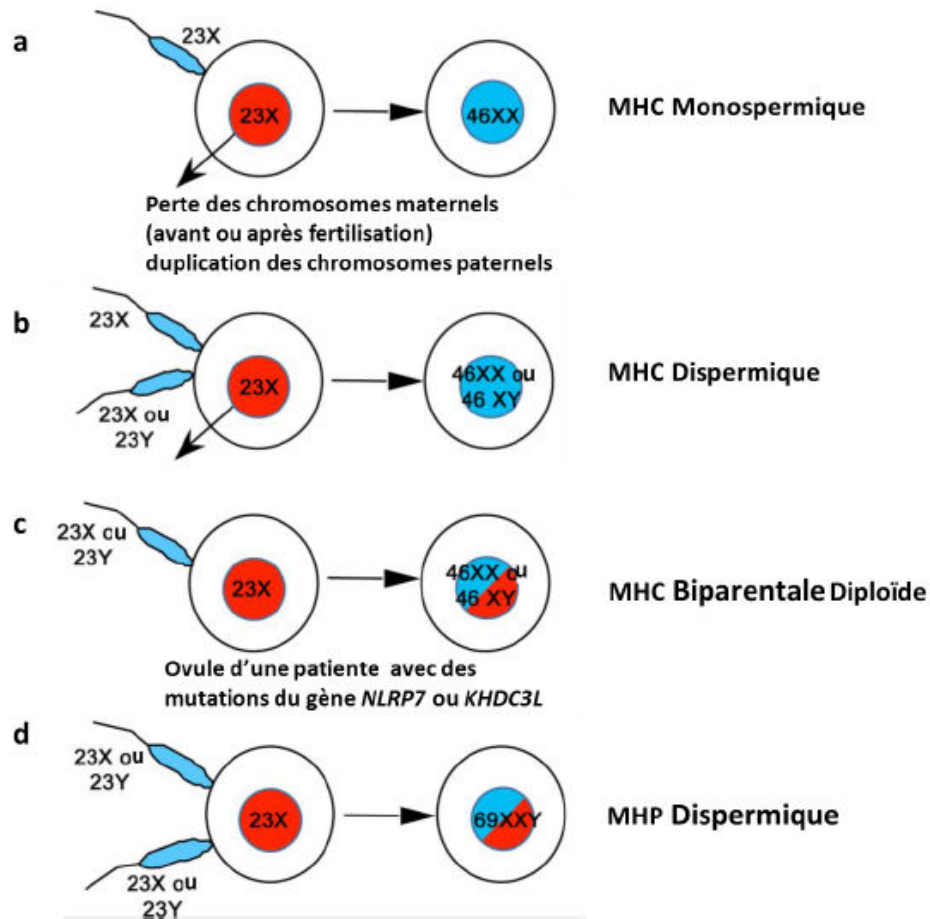 a
23X
23X
46XX
MHC Monospermique
Perte des chromosomes maternels
(avant ou après fertilisation)
duplication des chromosomes paternels
b
23X
23X ou
23Y
23X
46XX ou
46 XY
MHC Dispermique
c
23X ou
23Y
23X
46XX ou
46 XY
MHC Biparentale Diploïde
Ovule d'une patiente avec des
mutations du gène NLRP7 ou KHDC3L
d
23X ou
23Y
23X
69XXY
MHP Dispermique
23X ou
23Y